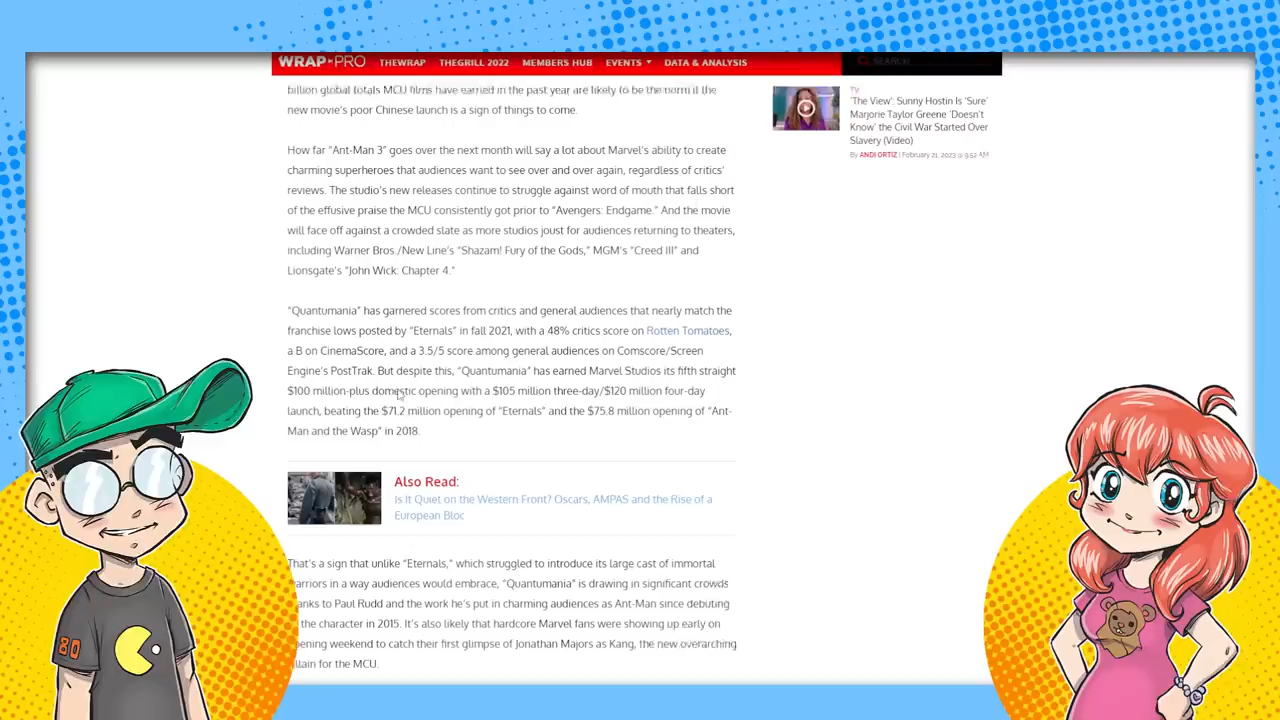 WRAP PRO THEWRAP THEGRILL 2022 MEMBERS HUB EVENTS DATA & ANALYSIS SEARCH
billion global totals MCU films have earned in the past year are likely to be the norm if the
new movie's poor Chinese launch is a sign of things to come.
How far “Ant-Man 3” goes over the next month will say a lot about Marvel's ability to create
charming superheroes that audiences want to see over and over again, regardless of critics'
reviews. The studio's new releases continue to struggle against word of mouth that falls short
of the effusive praise the MCU consistently got prior to “Avengers: Endgame.” And the movie
will face off against a crowded slate as more studios joust for audiences returning to theaters,
including Warner Bros./New Line's “Shazam! Fury of the Gods,” MGM's “Creed III” and
Lionsgate's “John Wick: Chapter 4.”
“Quantumania” has garnered scores from critics and general audiences that nearly match the
franchise lows posted by “Eternals” in fall 2021, with a 48% critics score on Rotten Tomatoes,
a B on CinemaScore, and a 3.5/5 score among general audiences on Comscore/Screen
Engine's PostTrak. But despite this, “Quantumania” has earned Marvel Studios its fifth straight
$100 million-plus domestic opening with a $105 million three-day/$120 million four-day
launch, beating the $71.2 million opening of “Eternals” and the $75.8 million opening of “Ant-
Man and the Wasp” in 2018.
Also Read:
Is It Quiet on the Western Front? Oscars, AMPAS and the Rise of a
European Bloc
That's a sign that unlike “Eternals,” which struggled to introduce its large cast of immortal
arriors in a way audiences would embrace, “Quantumania” is drawing in significant crowds
anks to Paul Rudd and the work he's put in charming audiences as Ant-Man since debuting
the character in 2015. It's also likely that hardcore Marvel fans were showing up early on
pening weekend to catch their first glimpse of Jonathan Majors as Kang, the new overarching
llain for the MCU.
TV
'The View': Sunny Hostin Is 'Sure'
Marjorie Taylor Greene 'Doesn't
Know' the Civil War Started Over
Slavery (Video)
By ANDI ORTIZ | February 21, 2023 @ 9:52 AM
80